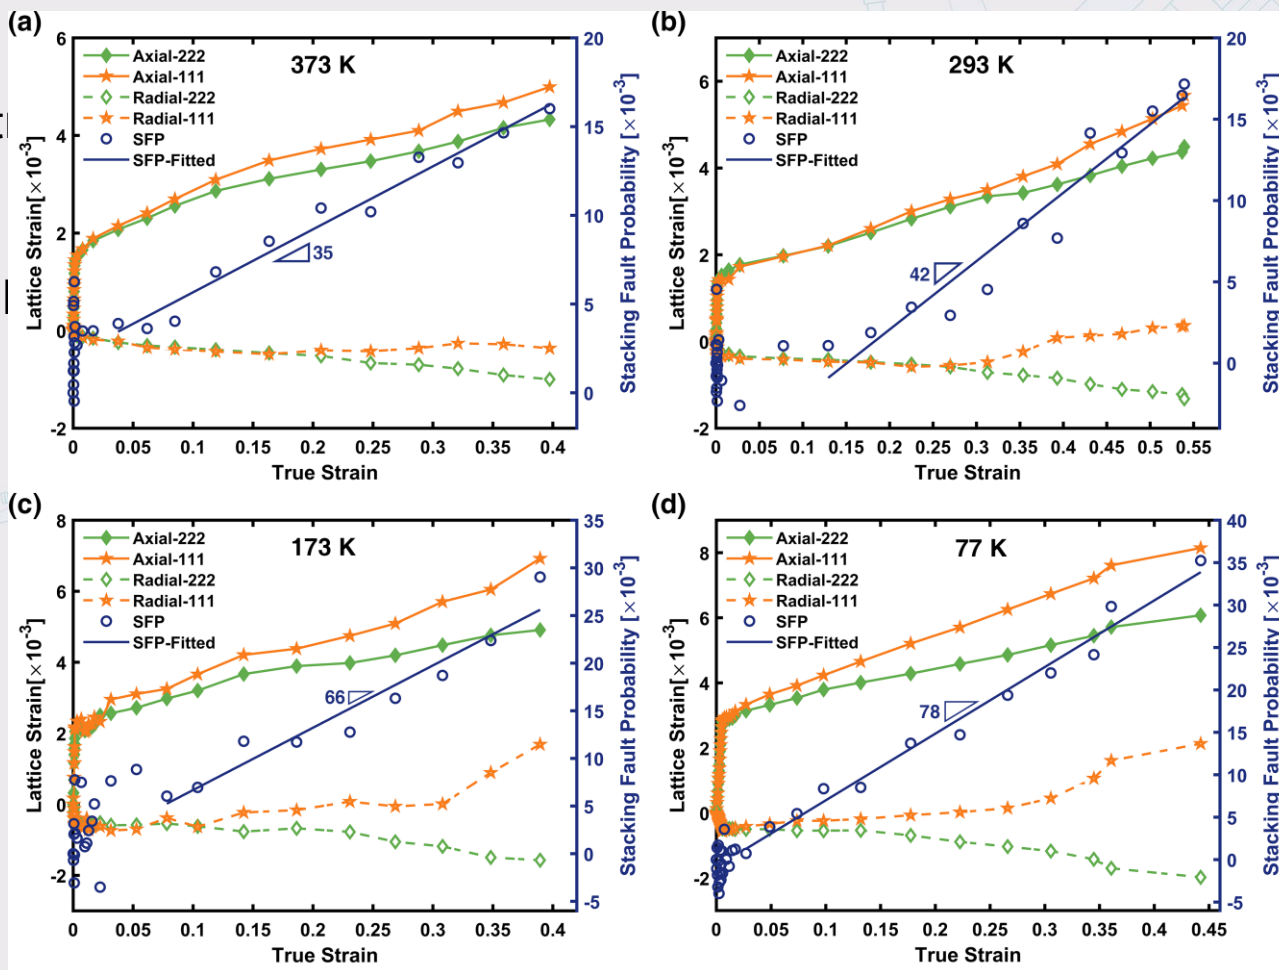 (a)
373 K
Axial-222
Axial-111
Radial-222
Radial-111
SFP
SFP-Fitted
35
6
4
2
0
-2
Lattice Strain[×10⁻³]
20
15
10
5
0
Stacking Fault Probability [×10⁻³]
0 0.05 0.1 0.15 0.2 0.25 0.3 0.35 0.4
True Strain
(b)
293 K
Axial-222
Axial-111
Radial-222
Radial-111
SFP
SFP-Fitted
42
6
4
2
0
-2
Lattice Strain[×10⁻³]
20
15
10
5
0
Stacking Fault Probability [×10⁻³]
0 0.05 0.1 0.15 0.2 0.25 0.3 0.35 0.4 0.45 0.5 0.55
True Strain
(c)
173 K
Axial-222
Axial-111
Radial-222
Radial-111
SFP
SFP-Fitted
66
8
6
4
2
0
-2
Lattice Strain[×10⁻³]
35
30
25
20
15
10
5
0
-5
Stacking Fault Probability [×10⁻³]
0 0.05 0.1 0.15 0.2 0.25 0.3 0.35 0.4
True Strain
(d)
77 K
Axial-222
Axial-111
Radial-222
Radial-111
SFP
SFP-Fitted
78
8
6
4
2
0
-2
Lattice Strain[×10⁻³]
40
35
30
25
20
15
10
5
0
-5
Stacking Fault Probability [×10⁻³]
0 0.05 0.1 0.15 0.2 0.25 0.3 0.35 0.4 0.45
True Strain